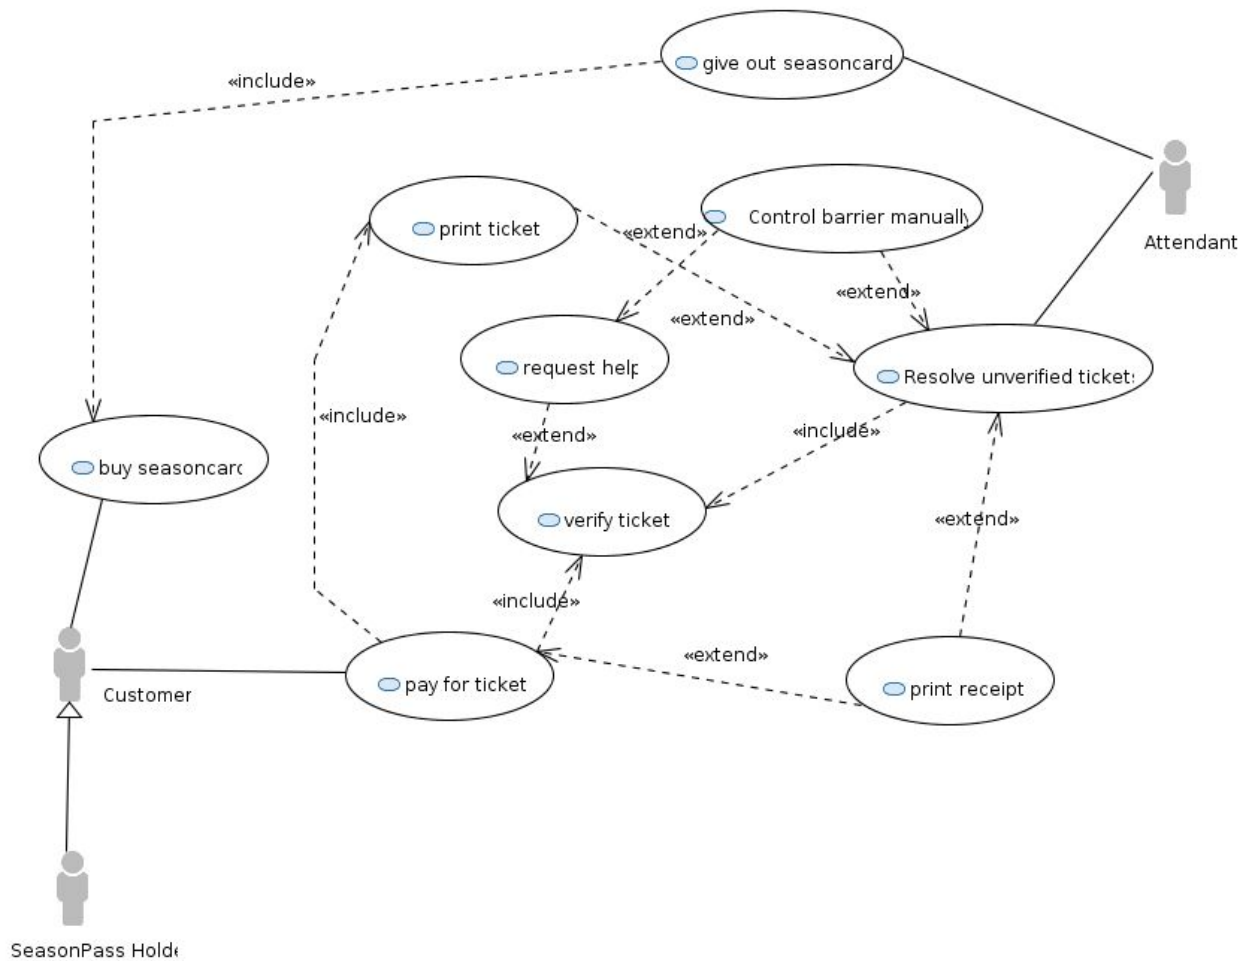 give out seasoncard
«include»
print ticket
Control barrier manually
«extend»
Attendant
«extend»
«extend»
request help
Resolve unverified tickets
«include»
«extend»
«include»
buy seasoncard
verify ticket
«extend»
«include»
«extend»
pay for ticket
print receipt
Customer
SeasonPass Holde